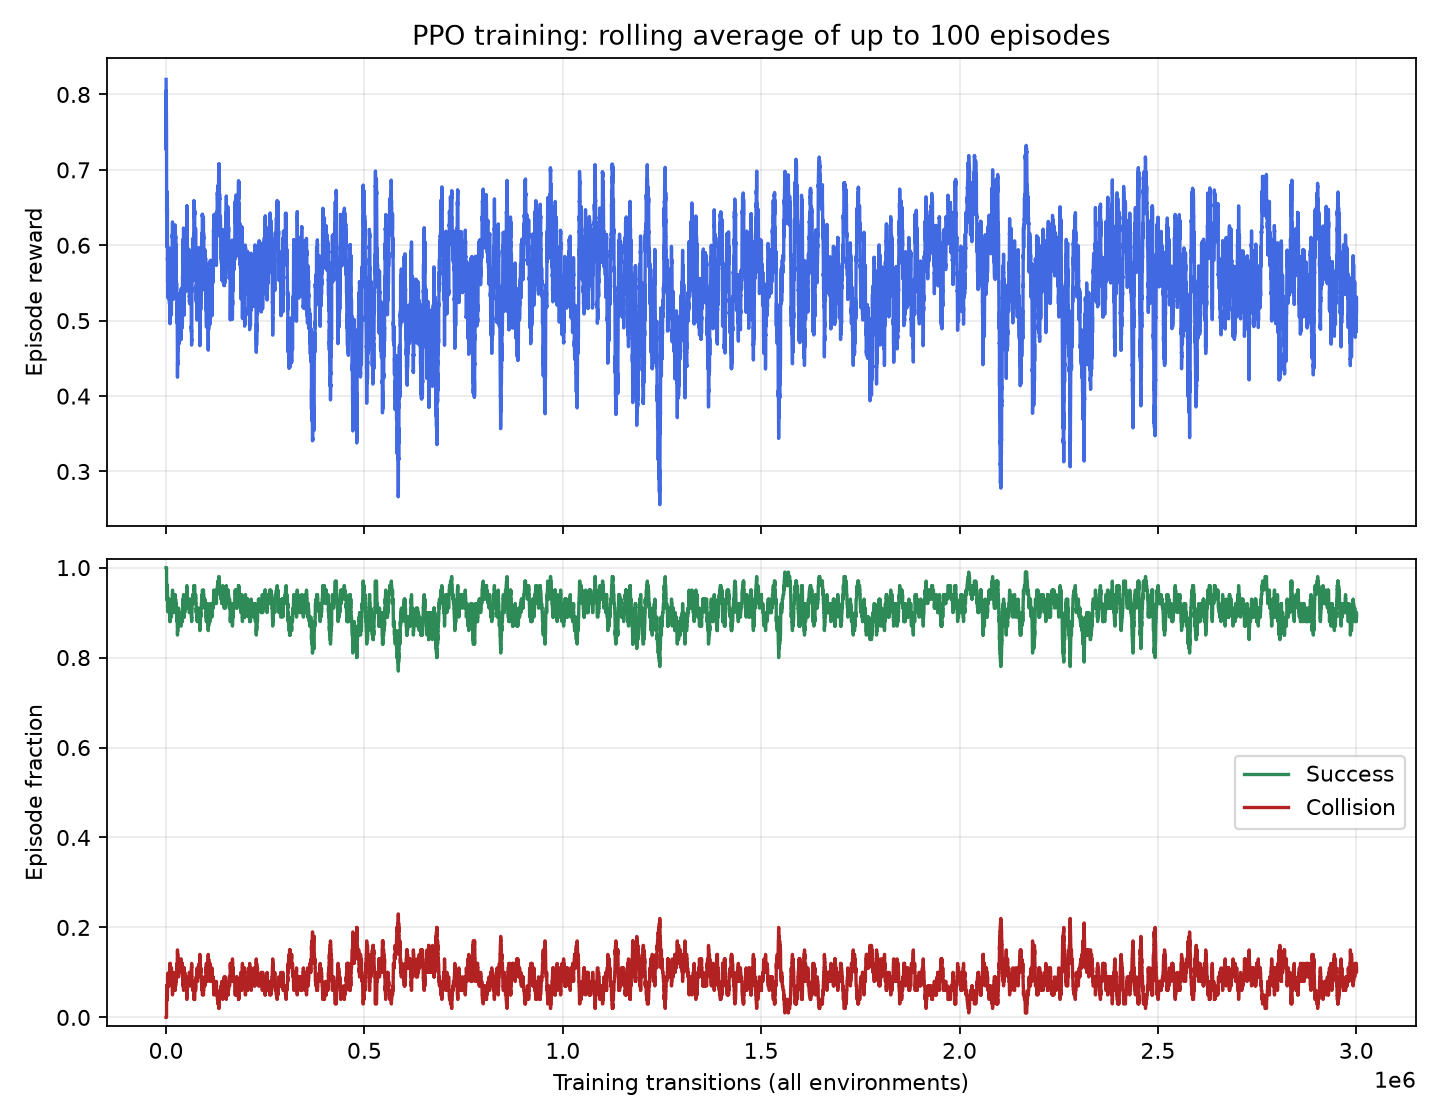 PPO training: rolling average of up to 100 episodes
Episode reward
0.8
0.7
0.6
0.5
0.4
0.3
Episode fraction
1.0
0.8
0.6
0.4
0.2
0.0
Success
Collision
0.0 0.5 1.0 1.5 2.0 2.5 3.0
1e6
Training transitions (all environments)